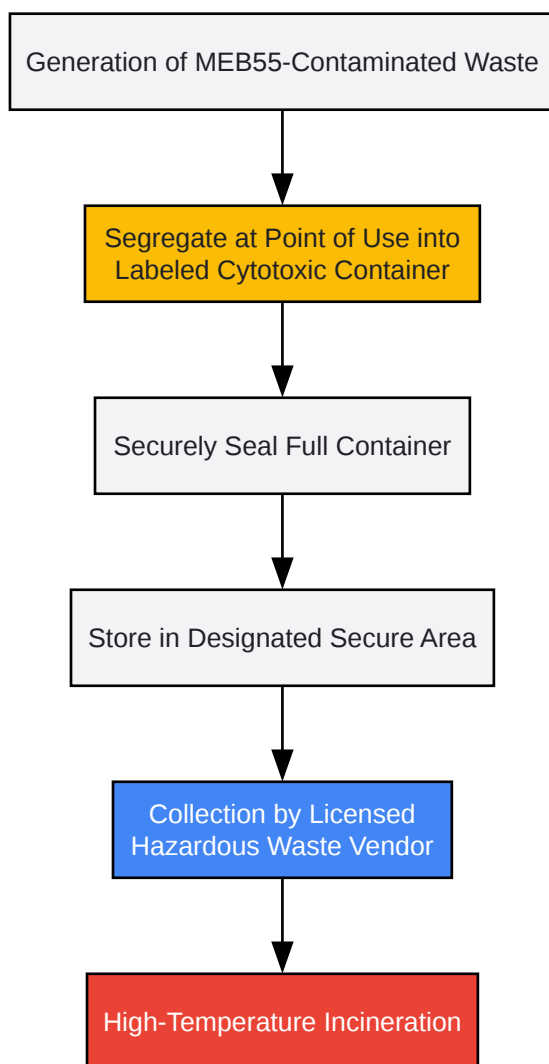 Generation of MEB55-Contaminated Waste
Segregate at Point of Use into
Labeled Cytotoxic Container
Securely Seal Full Container
Store in Designated Secure Area
Collection by Licensed
Hazardous Waste Vendor
High-Temperature Incineration